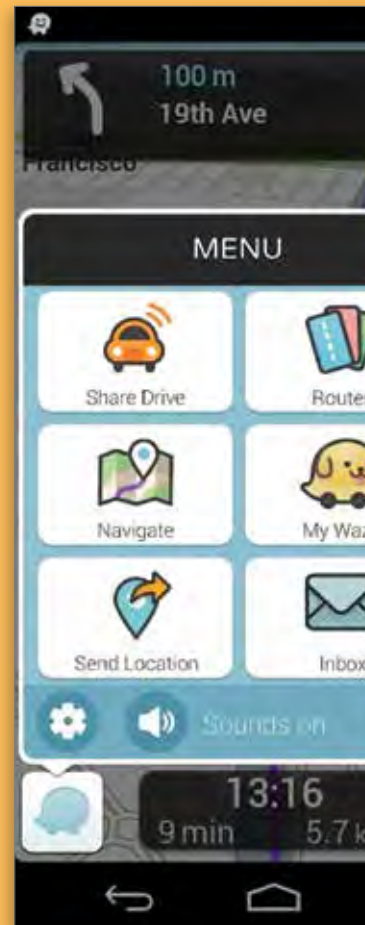 100 m
19th Ave
Francisco
MENU
Share Drive
Route
Navigate
My Waz
Send Location
Inbox
Sounds on
13:16
9 min 5.7 k